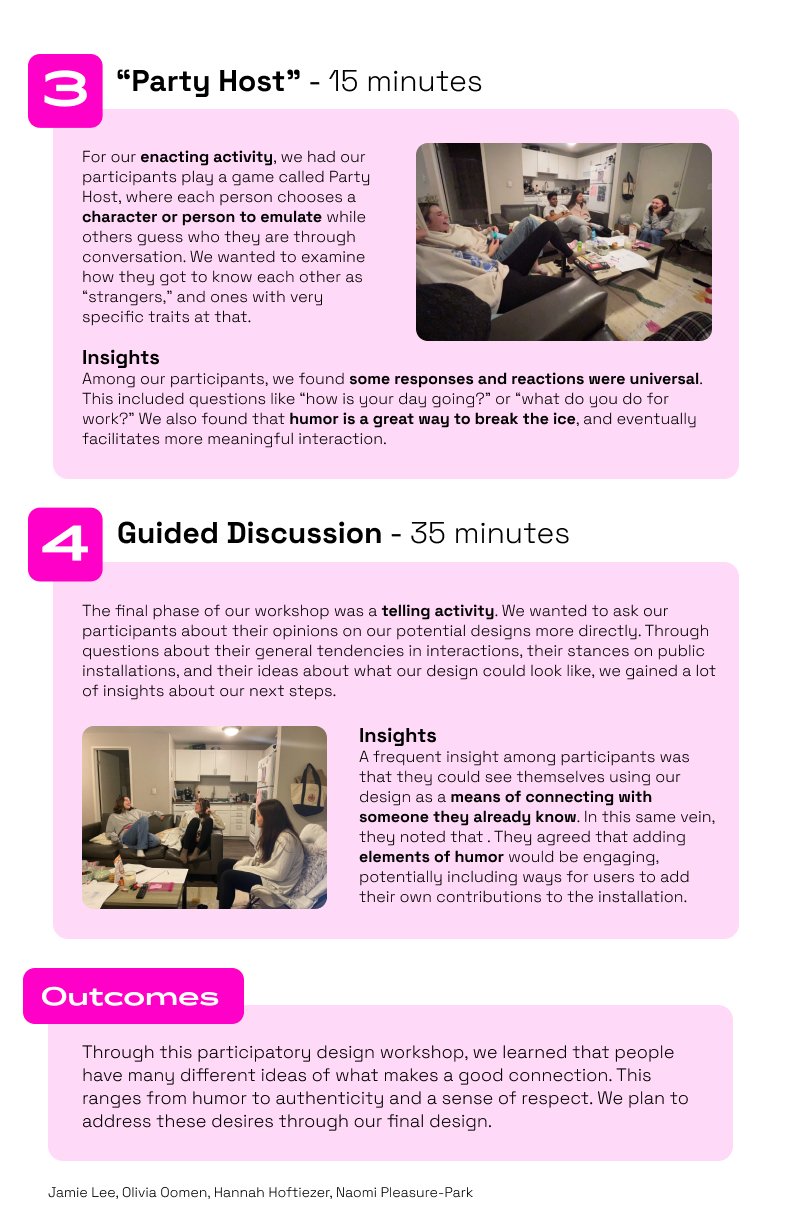 3
“Party Host” - 15 minutes
For our enacting activity, we had our
participants play a game called Party
Host, where each person chooses a
character or person to emulate while
others guess who they are through
conversation. We wanted to examine
how they got to know each other as
“strangers,” and ones with very
specific traits at that.
Insights
Among our participants, we found some responses and reactions were universal.
This included questions like “how is your day going?” or “what do you do for
work?” We also found that humor is a great way to break the ice, and eventually
facilitates more meaningful interaction.
4
Guided Discussion - 35 minutes
The final phase of our workshop was a telling activity. We wanted to ask our
participants about their opinions on our potential designs more directly. Through
questions about their general tendencies in interactions, their stances on public
installations, and their ideas about what our design could look like, we gained a lot
of insights about our next steps.
Insights
A frequent insight among participants was
that they could see themselves using our
design as a means of connecting with
someone they already know. In this same vein,
they noted that . They agreed that adding
elements of humor would be engaging,
potentially including ways for users to add
their own contributions to the installation.
Outcomes
Through this participatory design workshop, we learned that people
have many different ideas of what makes a good connection. This
ranges from humor to authenticity and a sense of respect. We plan to
address these desires through our final design.
Jamie Lee, Olivia Oomen, Hannah Hoftiezer, Naomi Pleasure-Park